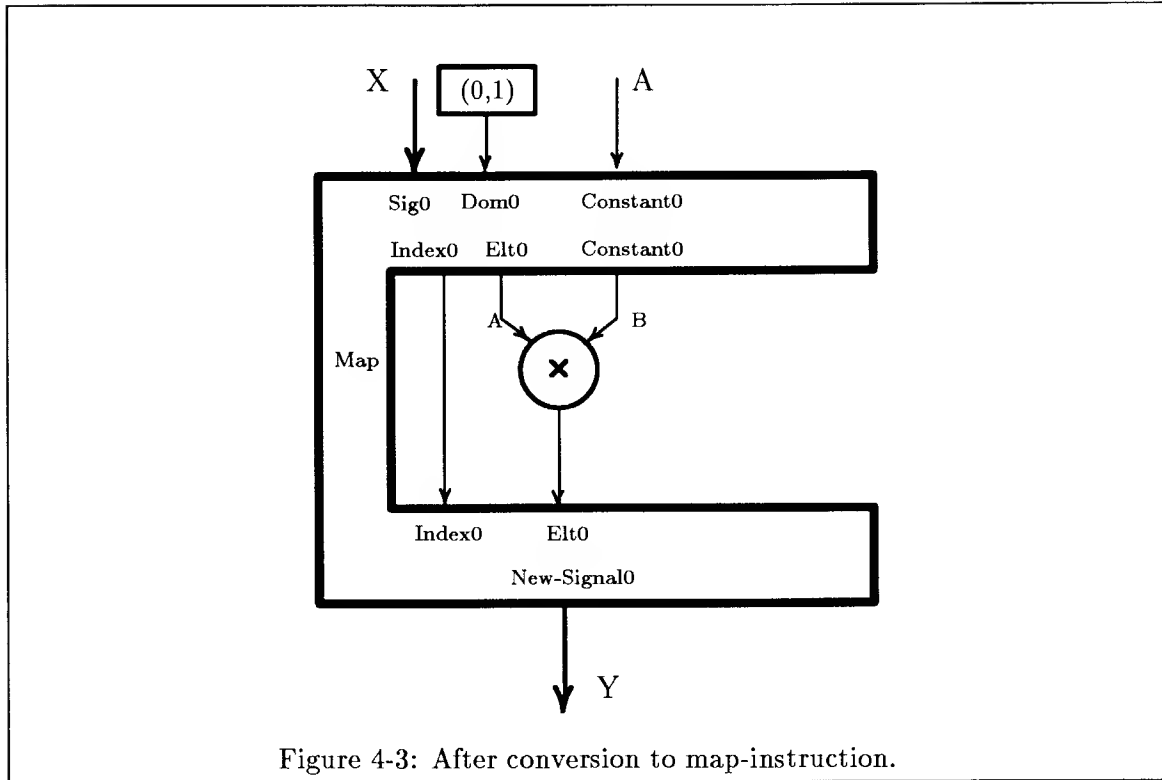 X (0,1) A
Sig0 Dom0 Constant0
Index0 Elt0 Constant0
A B
×
Map
Index0 Elt0
New-Signal0
Y
Figure 4-3: After conversion to map-instruction.